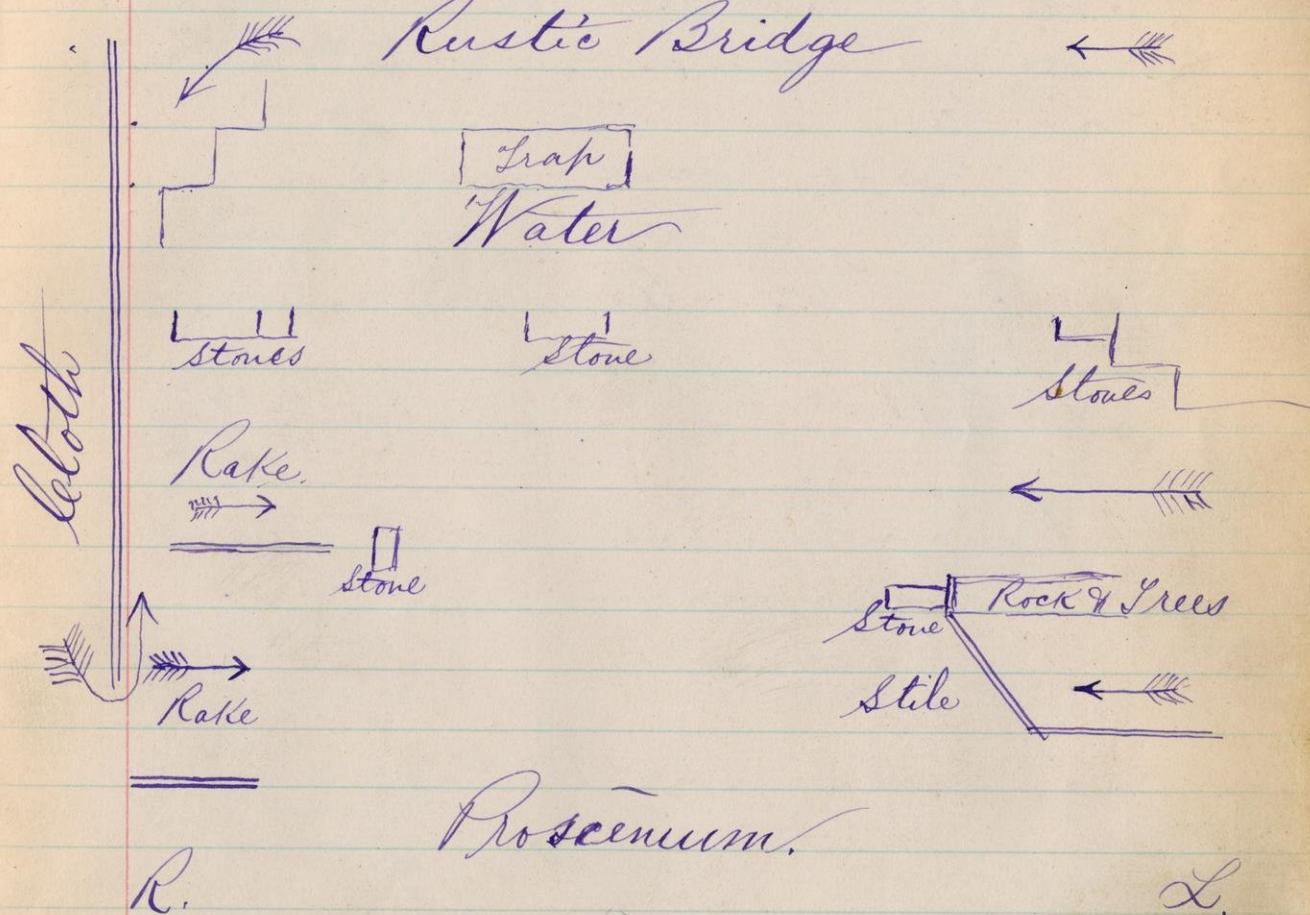 Rustic Bridge
Trap
Water
Stones
Stone
Stones
Cloth
Rake.
Stone
Rock & Trees
Stone
Stile
Rake
Proscenium.
R.
L.